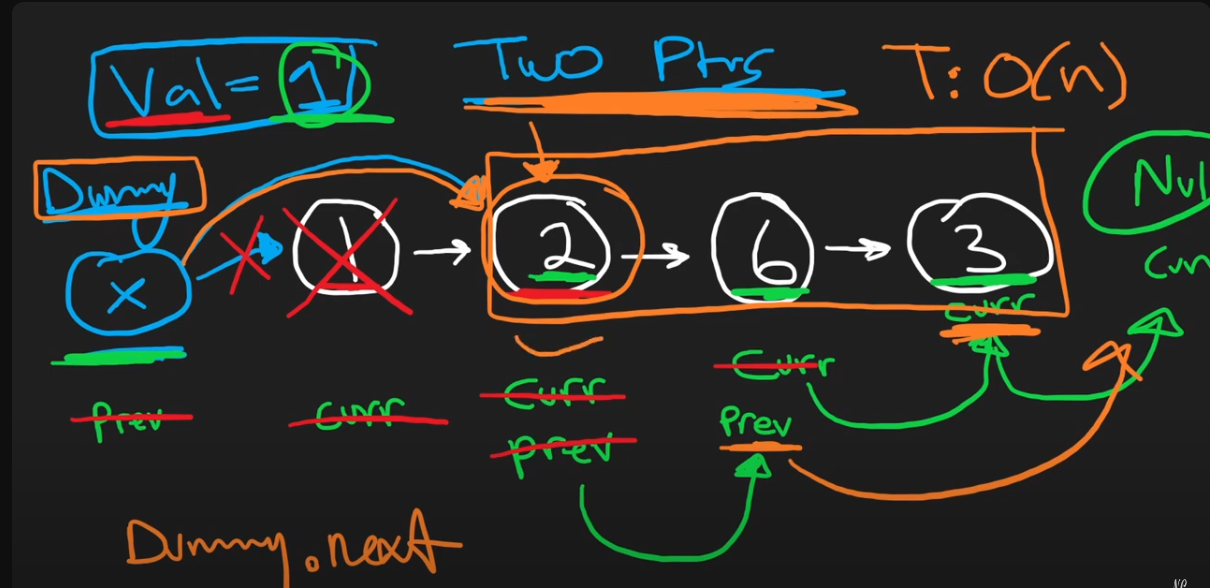 Val = 1 Two Ptrs T: O(n)
Dummy
Nul
x 1 2 6 3
Curr
curr
Curr
Prev Curr Curr Prev
prev
Dummy.next